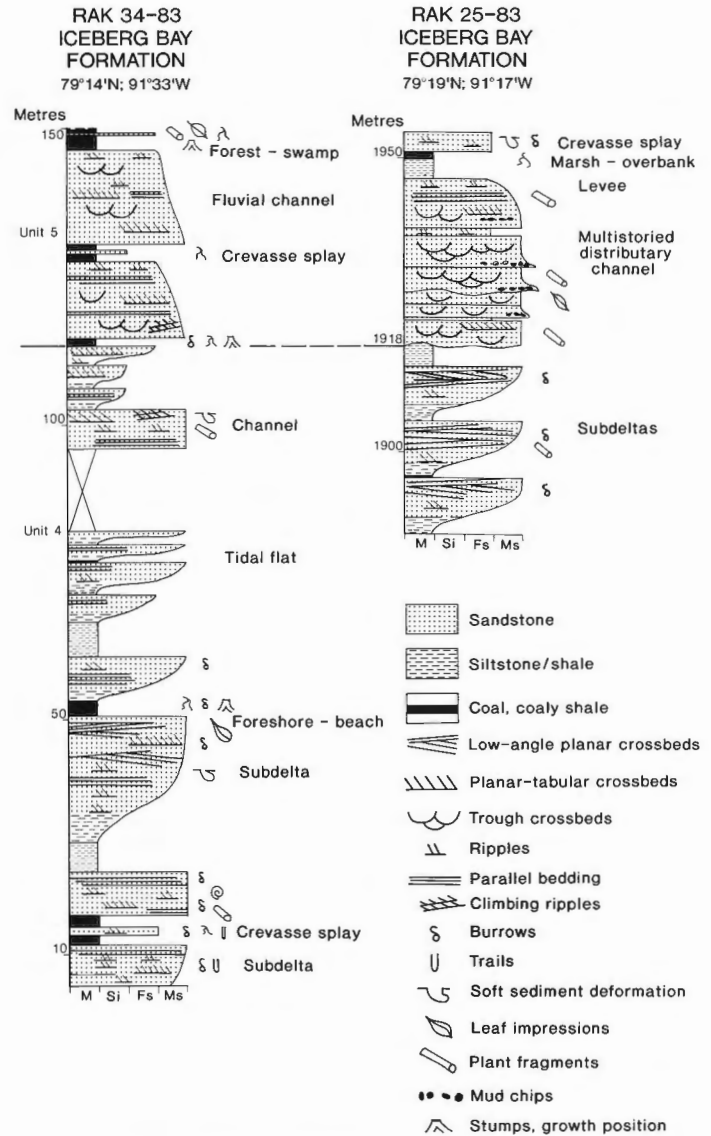 RAK 34-83
ICEBERG BAY
FORMATION
79°14'N; 91°33'W
Metres
150
Forest - swamp
Fluvial channel
Unit 5
Crevasse splay
100
Channel
Unit 4
Tidal flat
50
Foreshore - beach
Subdelta
Crevasse splay
10
Subdelta
M Si Fs Ms
RAK 25-83
ICEBERG BAY
FORMATION
79°19'N; 91°17'W
Metres
Crevasse splay
1950
Marsh - overbank
Levee
Multistoried
distributary
channel
1918
Subdeltas
1900
M Si Fs Ms
Sandstone
Siltstone/shale
Coal, coaly shale
Low-angle planar crossbeds
Planar-tabular crossbeds
Trough crossbeds
Ripples
Parallel bedding
Climbing ripples
Burrows
Trails
Soft sediment deformation
Leaf impressions
Plant fragments
Mud chips
Stumps, growth position